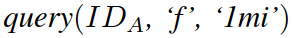 query(ID_A, ‘f’, ‘1mi’)